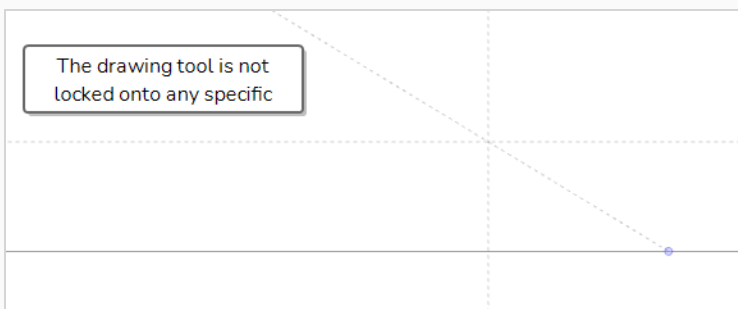 The drawing tool is not
locked onto any specific